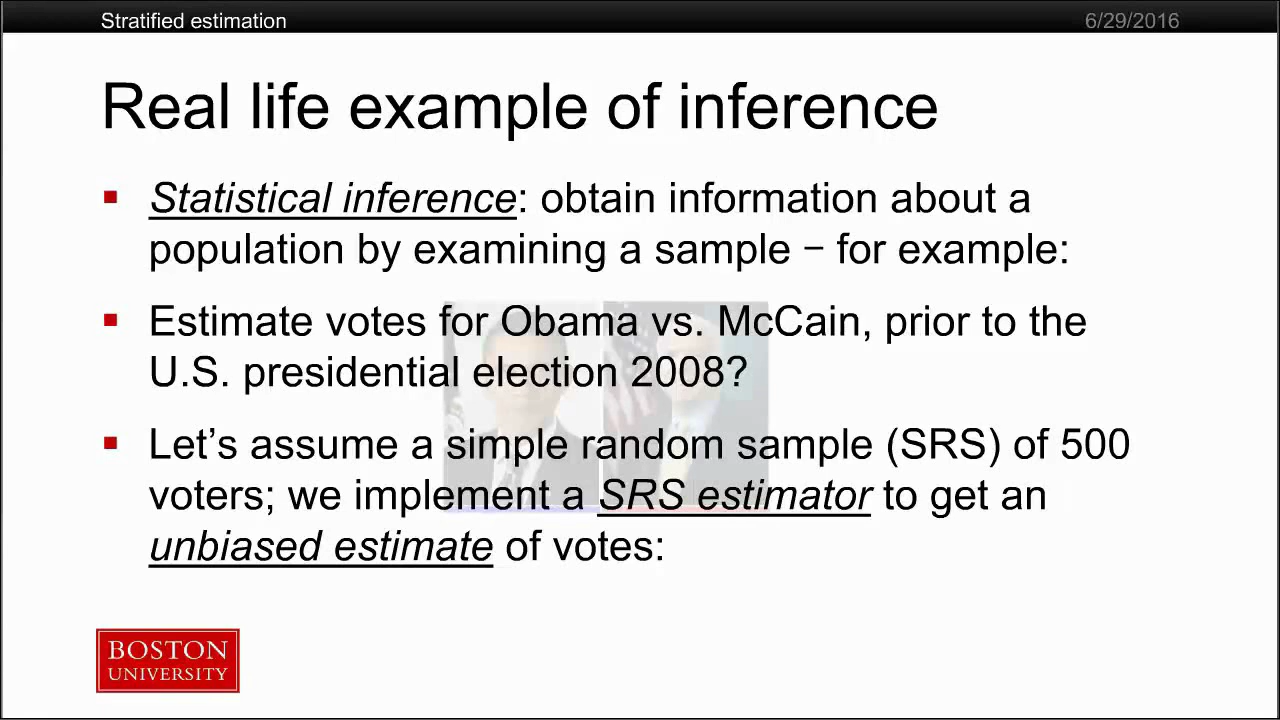 Stratified estimation
6/29/2016
Real life example of inference
▪ Statistical inference: obtain information about a
population by examining a sample − for example:
▪ Estimate votes for Obama vs. McCain, prior to the
U.S. presidential election 2008?
▪ Let’s assume a simple random sample (SRS) of 500
voters; we implement a SRS estimator to get an
unbiased estimate of votes:
BOSTON
UNIVERSITY